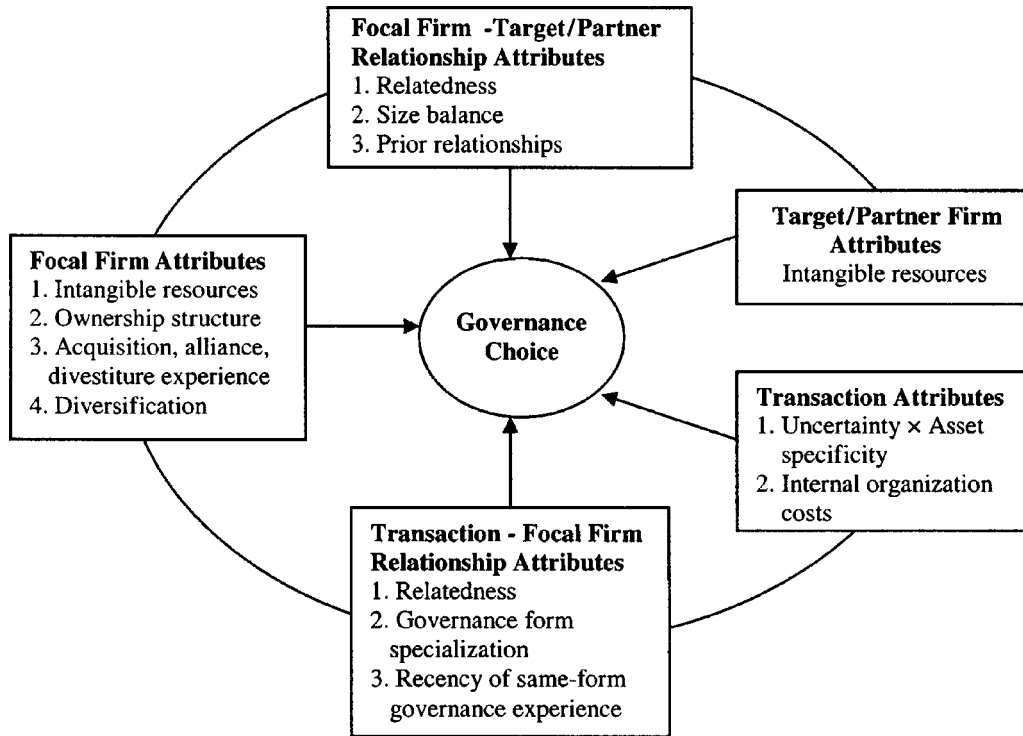 Focal Firm -Target/Partner
Relationship Attributes
1. Relatedness
2. Size balance
3. Prior relationships
Target/Partner Firm
Attributes
Intangible resources
Focal Firm Attributes
1. Intangible resources
2. Ownership structure
3. Acquisition, alliance,
divestiture experience
4. Diversification
Governance
Choice
Transaction Attributes
1. Uncertainty × Asset
specificity
2. Internal organization
costs
Transaction - Focal Firm
Relationship Attributes
1. Relatedness
2. Governance form
specialization
3. Recency of same-form
governance experience